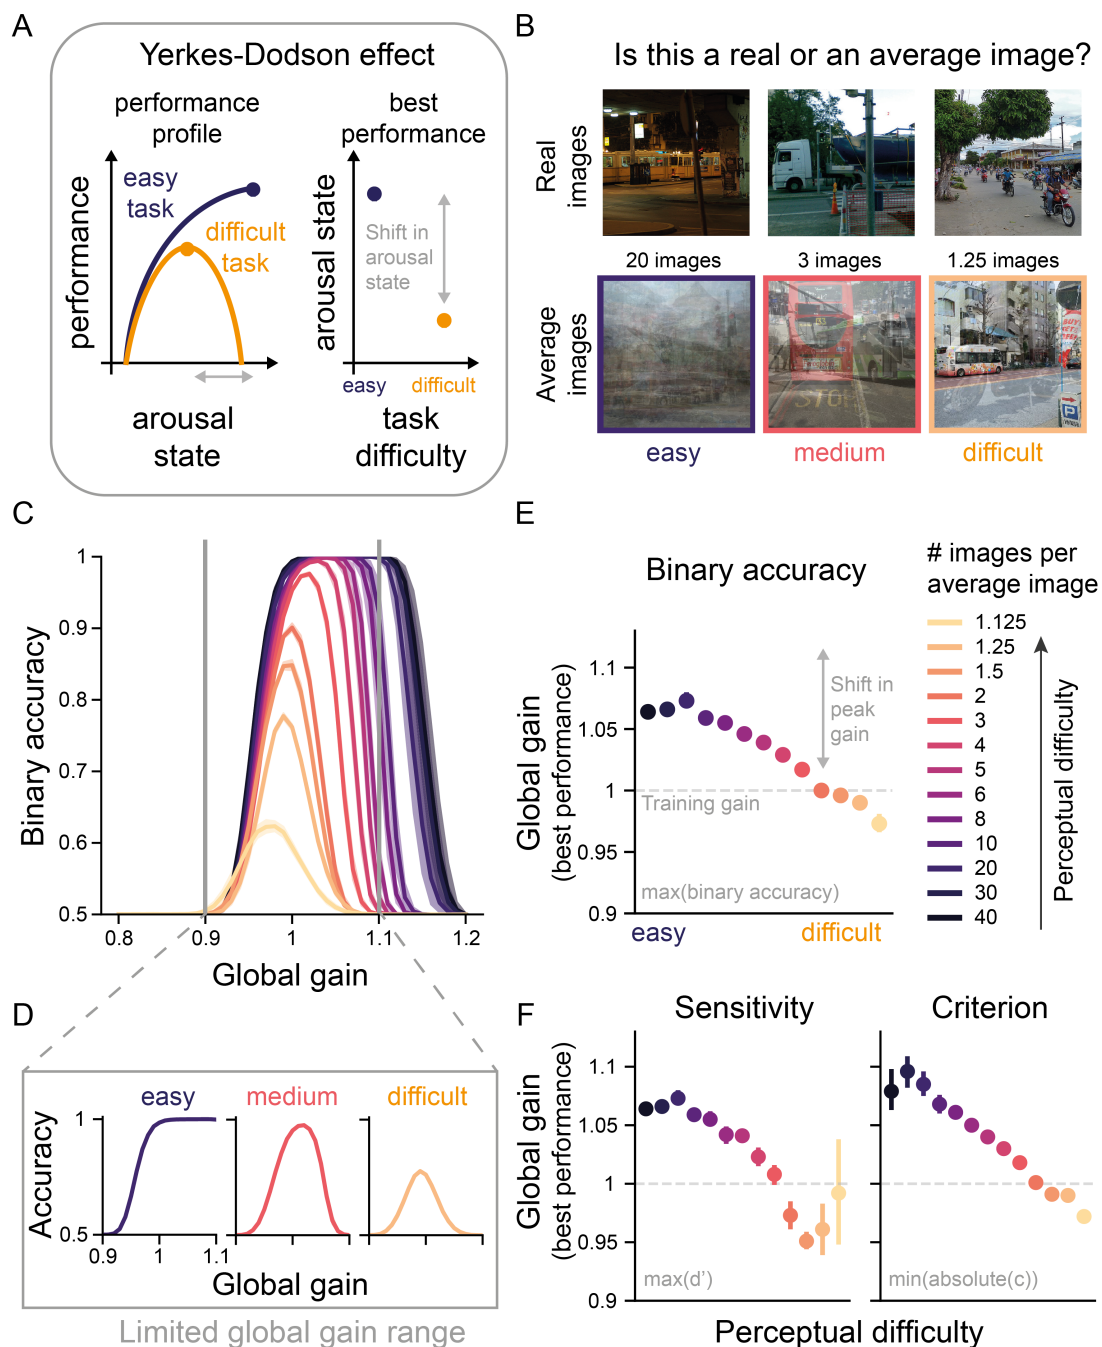 A
Yerkes-Dodson effect
performance
profile
best
performance
performance
easy
task
difficult
task
arousal
state
arousal state
Shift in
arousal
state
easy
difficult
task
difficulty
B
Is this a real or an average image?
Real
images
20 images
3 images
1.25 images
Average
images
STO
P
easy
medium
difficult
C
Binary accuracy
1
0.9
0.8
0.7
0.6
0.5
0.8
0.9
1
1.1
1.2
Global gain
D
easy
medium
difficult
Accuracy
1
0.5
0.9
1
1.1
Global gain
Limited global gain range
E
Binary accuracy
Global gain
(best performance)
1.1
1.05
1
0.95
0.9
Shift in
peak
gain
Training gain
max(binary accuracy)
easy
difficult
# images per
average image
1.125
1.25
1.5
2
3
4
5
6
8
10
20
30
40
Perceptual difficulty
F
Sensitivity
Criterion
Global gain
(best performance)
1.1
1.05
1
0.95
0.9
max(d’)
min(absolute(c))
Perceptual difficulty